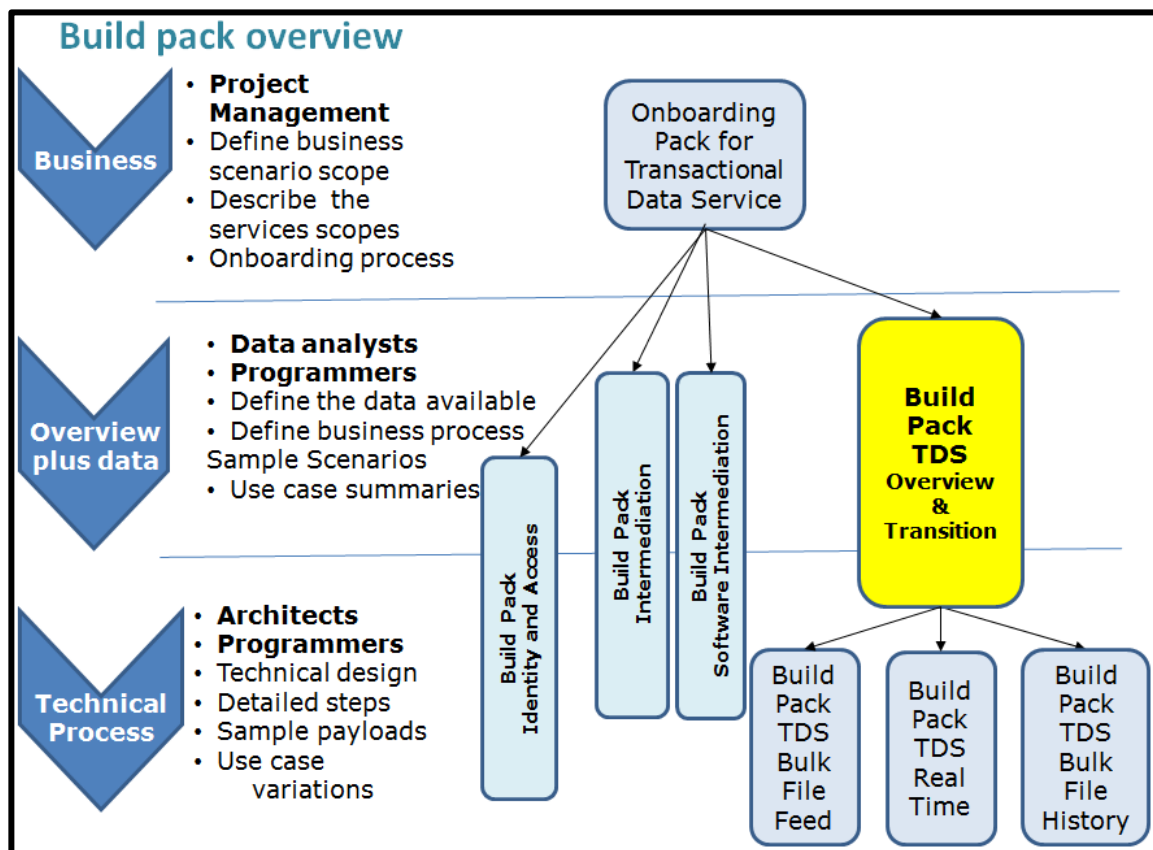 Build pack overview
Business
• Project
Management
• Define business
scenario scope
• Describe the
services scopes
• Onboarding process
Onboarding
Pack for
Transactional
Data Service
Overview
plus data
• Data analysts
• Programmers
• Define the data available
• Define business process
Sample Scenarios
• Use case summaries
Build Pack
Identity and Access
Build Pack
Intermediation
Build Pack
Software Intermediation
Build
Pack
TDS
Overview
&
Transition
Technical
Process
• Architects
• Programmers
• Technical design
• Detailed steps
• Sample payloads
• Use case
variations
Build
Pack
TDS
Bulk
File
Feed
Build
Pack
TDS
Real
Time
Build
Pack
TDS
Bulk
File
History